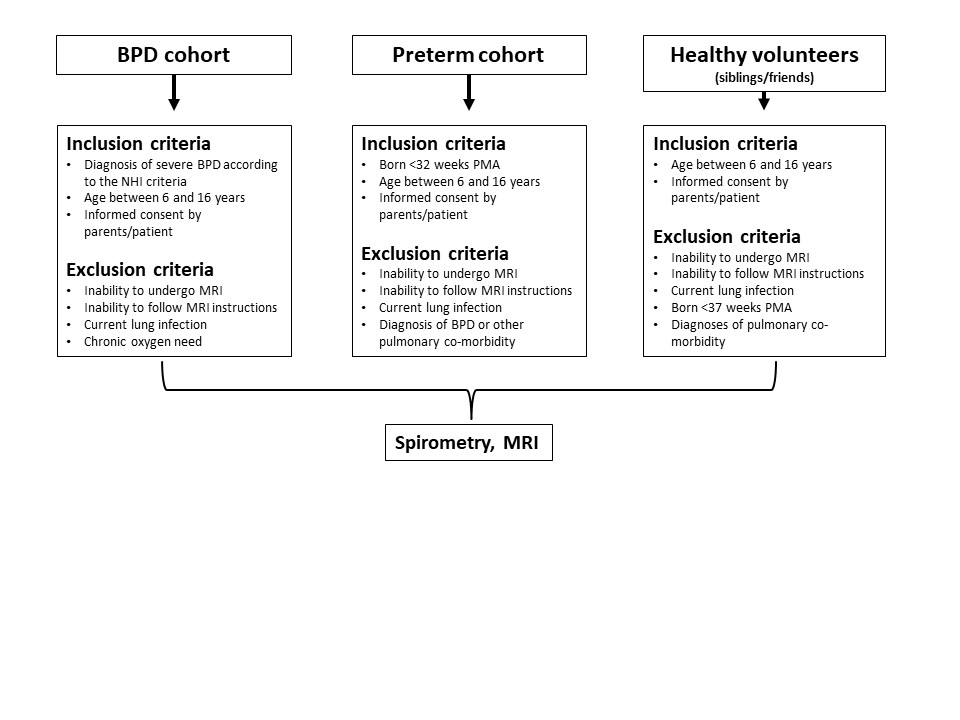 BPD cohort
Inclusion criteria
• Diagnosis of severe BPD according
to the NHI criteria
• Age between 6 and 16 years
• Informed consent by
parents/patient
Exclusion criteria
• Inability to undergo MRI
• Inability to follow MRI instructions
• Current lung infection
• Chronic oxygen need
Preterm cohort
Inclusion criteria
• Born <32 weeks PMA
• Age between 6 and 16 years
• Informed consent by
parents/patient
Exclusion criteria
• Inability to undergo MRI
• Inability to follow MRI instructions
• Current lung infection
• Diagnosis of BPD or other
pulmonary co-morbidity
Healthy volunteers
(siblings/friends)
Inclusion criteria
• Age between 6 and 16 years
• Informed consent by
parents/patient
Exclusion criteria
• Inability to undergo MRI
• Inability to follow MRI instructions
• Current lung infection
• Born <37 weeks PMA
• Diagnoses of pulmonary co-
morbidity
Spirometry, MRI